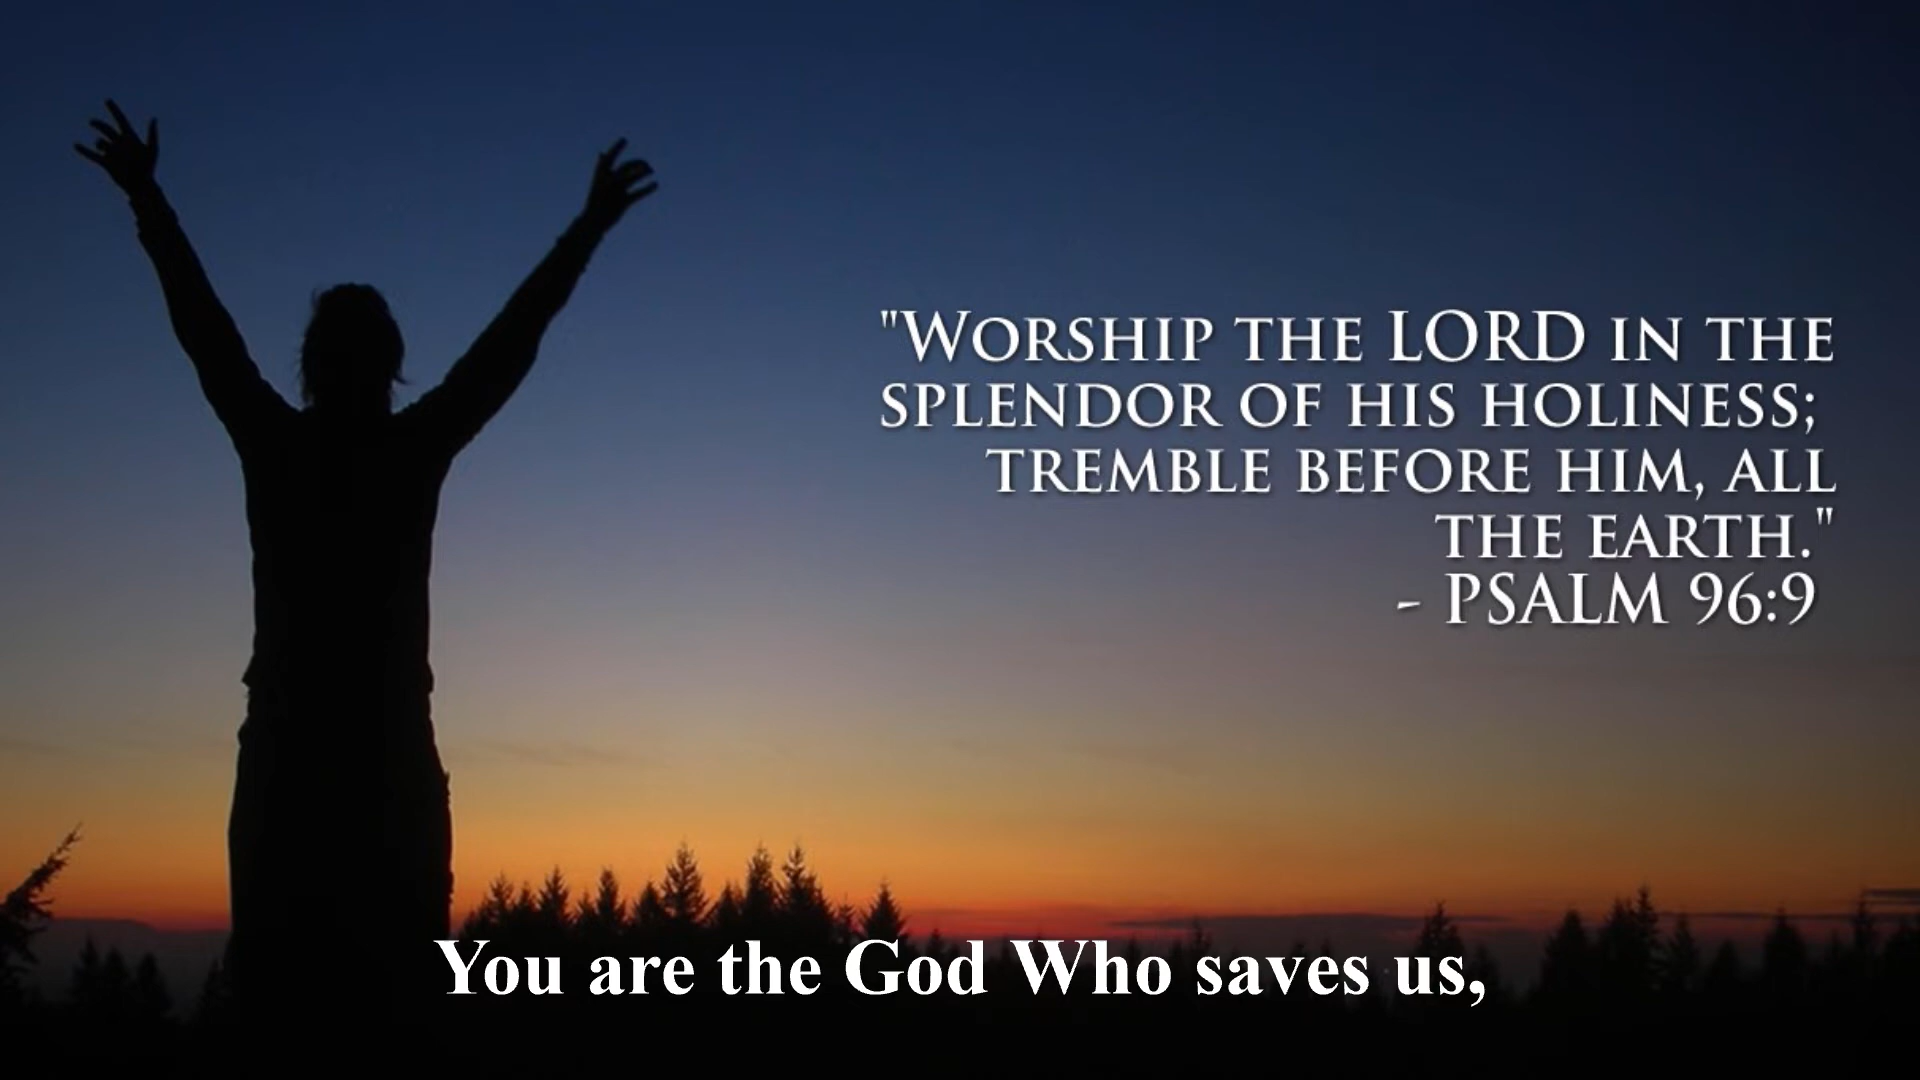 "Worship the LORD in the
splendor of his holiness;
tremble before him, all
the earth."
- PSALM 96:9
You are the God Who saves us,